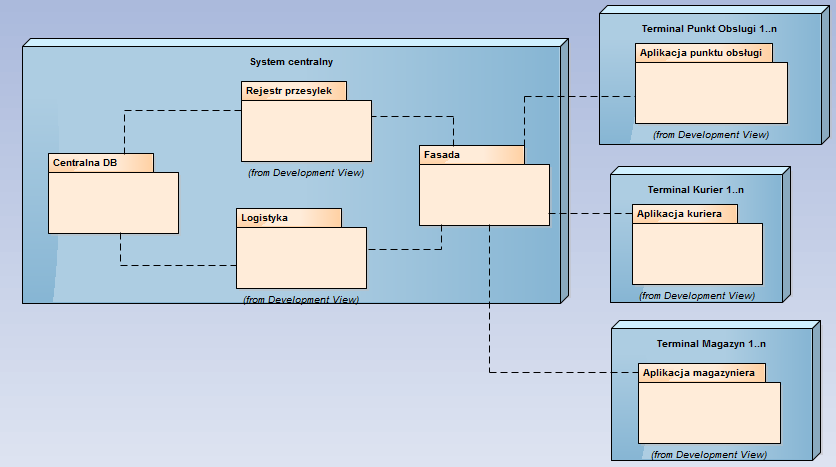 System centralny
Rejestr przesylek
(from Development View)
Centralna DB
Fasada
Logistyka
(from Development View)
Terminal Punkt Obslugi 1..n
Aplikacja punktu obsługi
(from Development View)
Terminal Kurier 1..n
Aplikacja kuriera
(from Development View)
Terminal Magazyn 1..n
Aplikacja magazyniera
(from Development View)